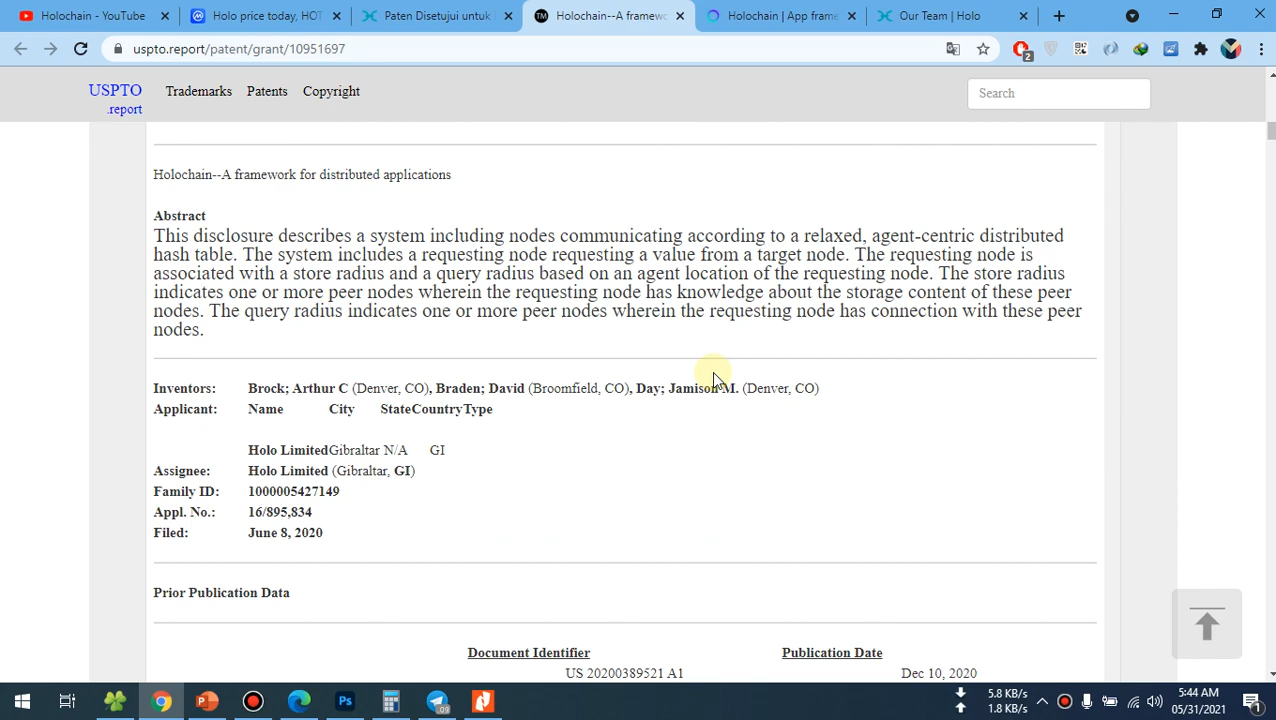 Holochain - YouTube
Holo price today, HOT
Paten Disetujui untuk
Holochain--A framewo
Holochain | App frame
Our Team | Holo
uspto.report/patent/grant/10951697
2
USPTO
.report
Trademarks
Patents
Copyright
Search
Holochain--A framework for distributed applications
Abstract
This disclosure describes a system including nodes communicating according to a relaxed, agent-centric distributed
hash table. The system includes a requesting node requesting a value from a target node. The requesting node is
associated with a store radius and a query radius based on an agent location of the requesting node. The store radius
indicates one or more peer nodes wherein the requesting node has knowledge about the storage content of these peer
nodes. The query radius indicates one or more peer nodes wherein the requesting node has connection with these peer
nodes.
Inventors: Brock; Arthur C (Denver, CO), Braden; David (Broomfield, CO), Day; Jamison M. (Denver, CO)
Applicant: Name City StateCountryType
Holo LimitedGibraltar N/A GI
Assignee: Holo Limited (Gibraltar, GI)
Family ID: 1000005427149
Appl. No.: 16/895,834
Filed: June 8, 2020
Prior Publication Data
Document Identifier Publication Date
US 20200389521 A1 Dec 10, 2020
5.8 KB/s
1.8 KB/s
5:44 AM
05/31/2021